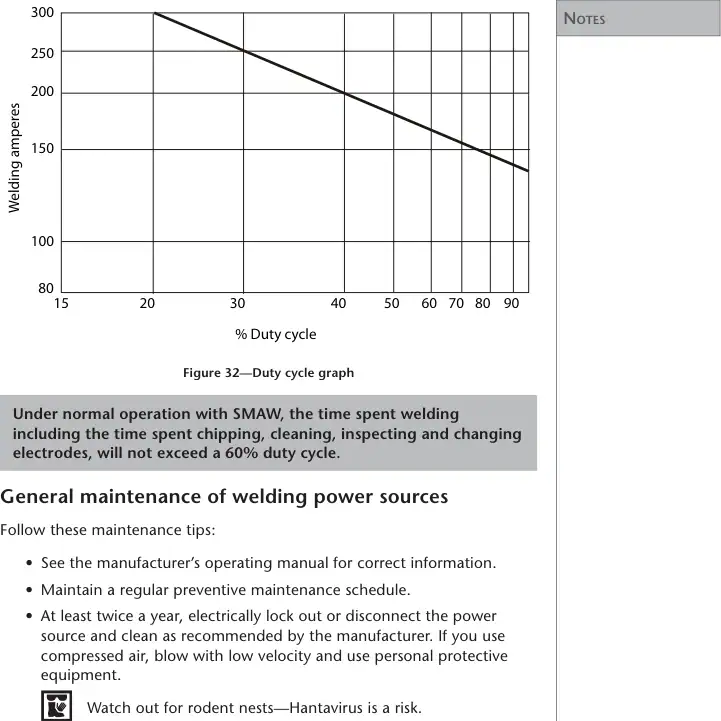 NOTES
300
250
200
150
100
80
Welding amperes
15 20 30 40 50 60 70 80 90
% Duty cycle
Figure 32—Duty cycle graph
Under normal operation with SMAW, the time spent welding
including the time spent chipping, cleaning, inspecting and changing
electrodes, will not exceed a 60% duty cycle.
General maintenance of welding power sources
Follow these maintenance tips:
• See the manufacturer’s operating manual for correct information.
• Maintain a regular preventive maintenance schedule.
• At least twice a year, electrically lock out or disconnect the power
source and clean as recommended by the manufacturer. If you use
compressed air, blow with low velocity and use personal protective
equipment.
Watch out for rodent nests—Hantavirus is a risk.